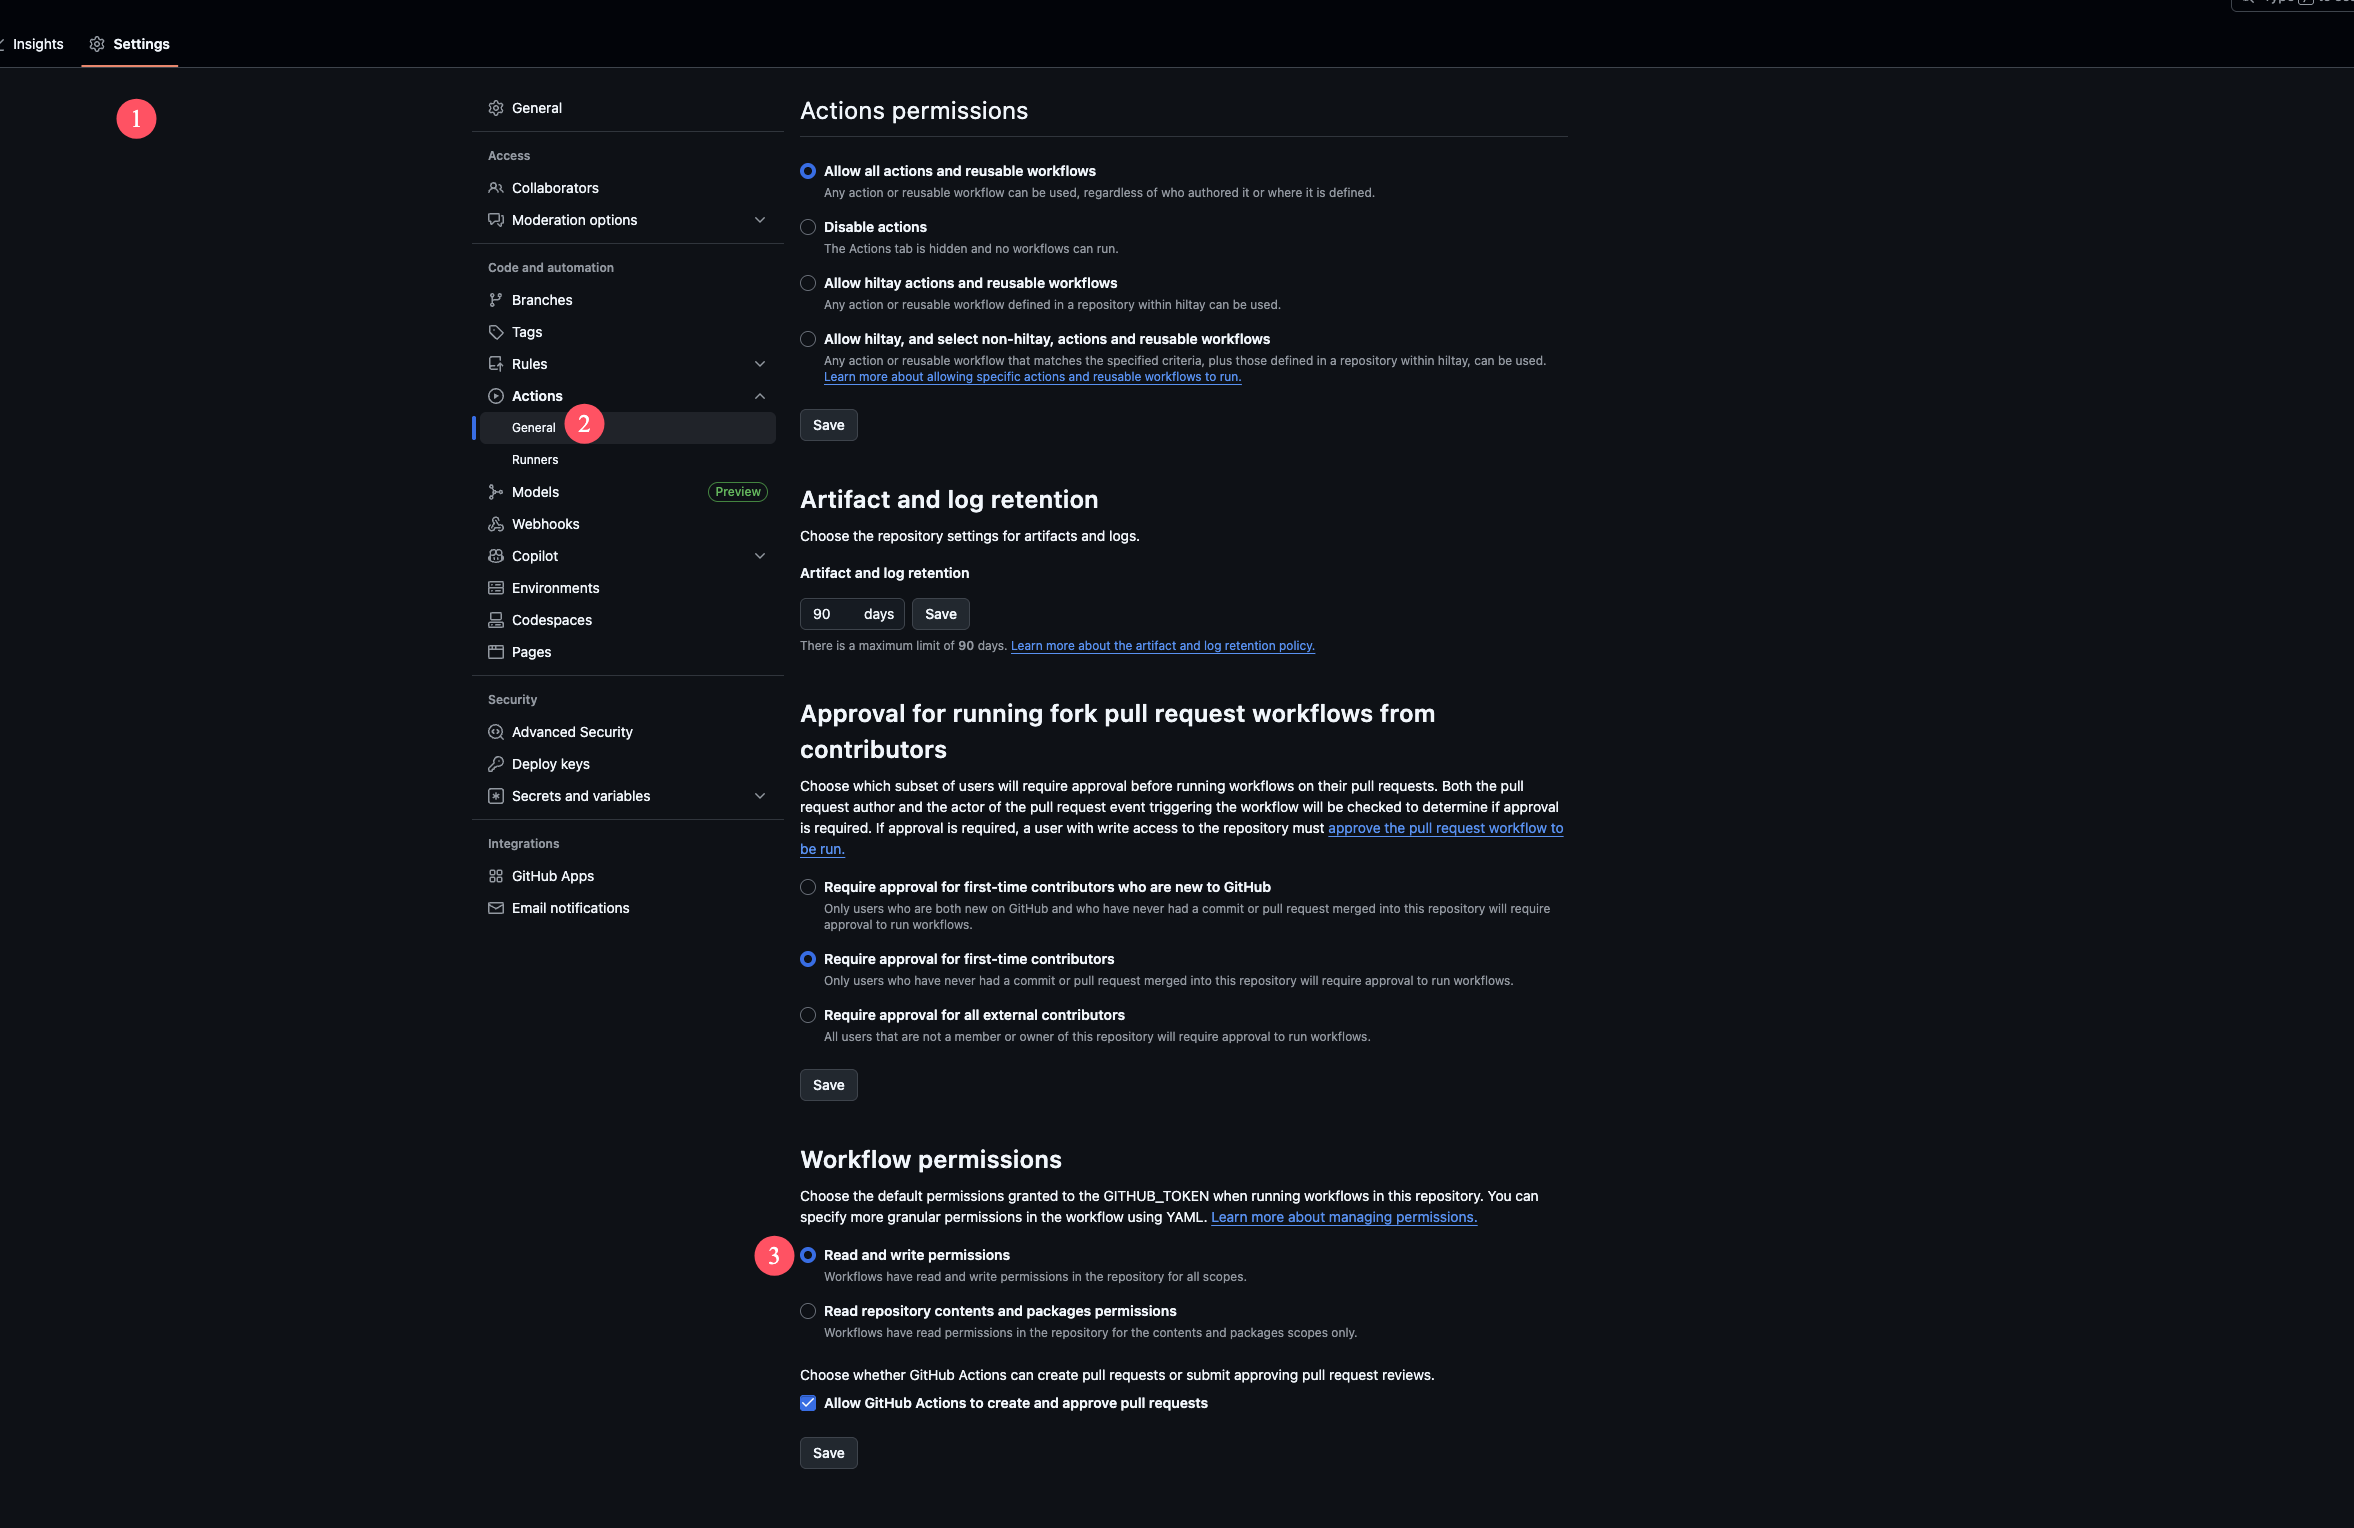 Insights
Settings
1
General
Access
Collaborators
Moderation options
Code and automation
Branches
Tags
Rules
Actions
General
2
Runners
Models
Preview
Webhooks
Copilot
Environments
Codespaces
Pages
Security
Advanced Security
Deploy keys
Secrets and variables
Integrations
GitHub Apps
Email notifications
Actions permissions
Allow all actions and reusable workflows
Any action or reusable workflow can be used, regardless of who authored it or where it is defined.
Disable actions
The Actions tab is hidden and no workflows can run.
Allow hiltay actions and reusable workflows
Any action or reusable workflow defined in a repository within hiltay can be used.
Allow hiltay, and select non-hiltay, actions and reusable workflows
Any action or reusable workflow that matches the specified criteria, plus those defined in a repository within hiltay, can be used.
Learn more about allowing specific actions and reusable workflows to run.
Save
Artifact and log retention
Choose the repository settings for artifacts and logs.
Artifact and log retention
90 days
Save
There is a maximum limit of 90 days. Learn more about the artifact and log retention policy.
Approval for running fork pull request workflows from
contributors
Choose which subset of users will require approval before running workflows on their pull requests. Both the pull
request author and the actor of the pull request event triggering the workflow will be checked to determine if approval
is required. If approval is required, a user with write access to the repository must approve the pull request workflow to
be run.
Require approval for first-time contributors who are new to GitHub
Only users who are both new on GitHub and who have never had a commit or pull request merged into this repository will require
approval to run workflows.
Require approval for first-time contributors
Only users who have never had a commit or pull request merged into this repository will require approval to run workflows.
Require approval for all external contributors
All users that are not a member or owner of this repository will require approval to run workflows.
Save
Workflow permissions
Choose the default permissions granted to the GITHUB_TOKEN when running workflows in this repository. You can
specify more granular permissions in the workflow using YAML. Learn more about managing permissions.
3
Read and write permissions
Workflows have read and write permissions in the repository for all scopes.
Read repository contents and packages permissions
Workflows have read permissions in the repository for the contents and packages scopes only.
Choose whether GitHub Actions can create pull requests or submit approving pull request reviews.
Allow GitHub Actions to create and approve pull requests
Save